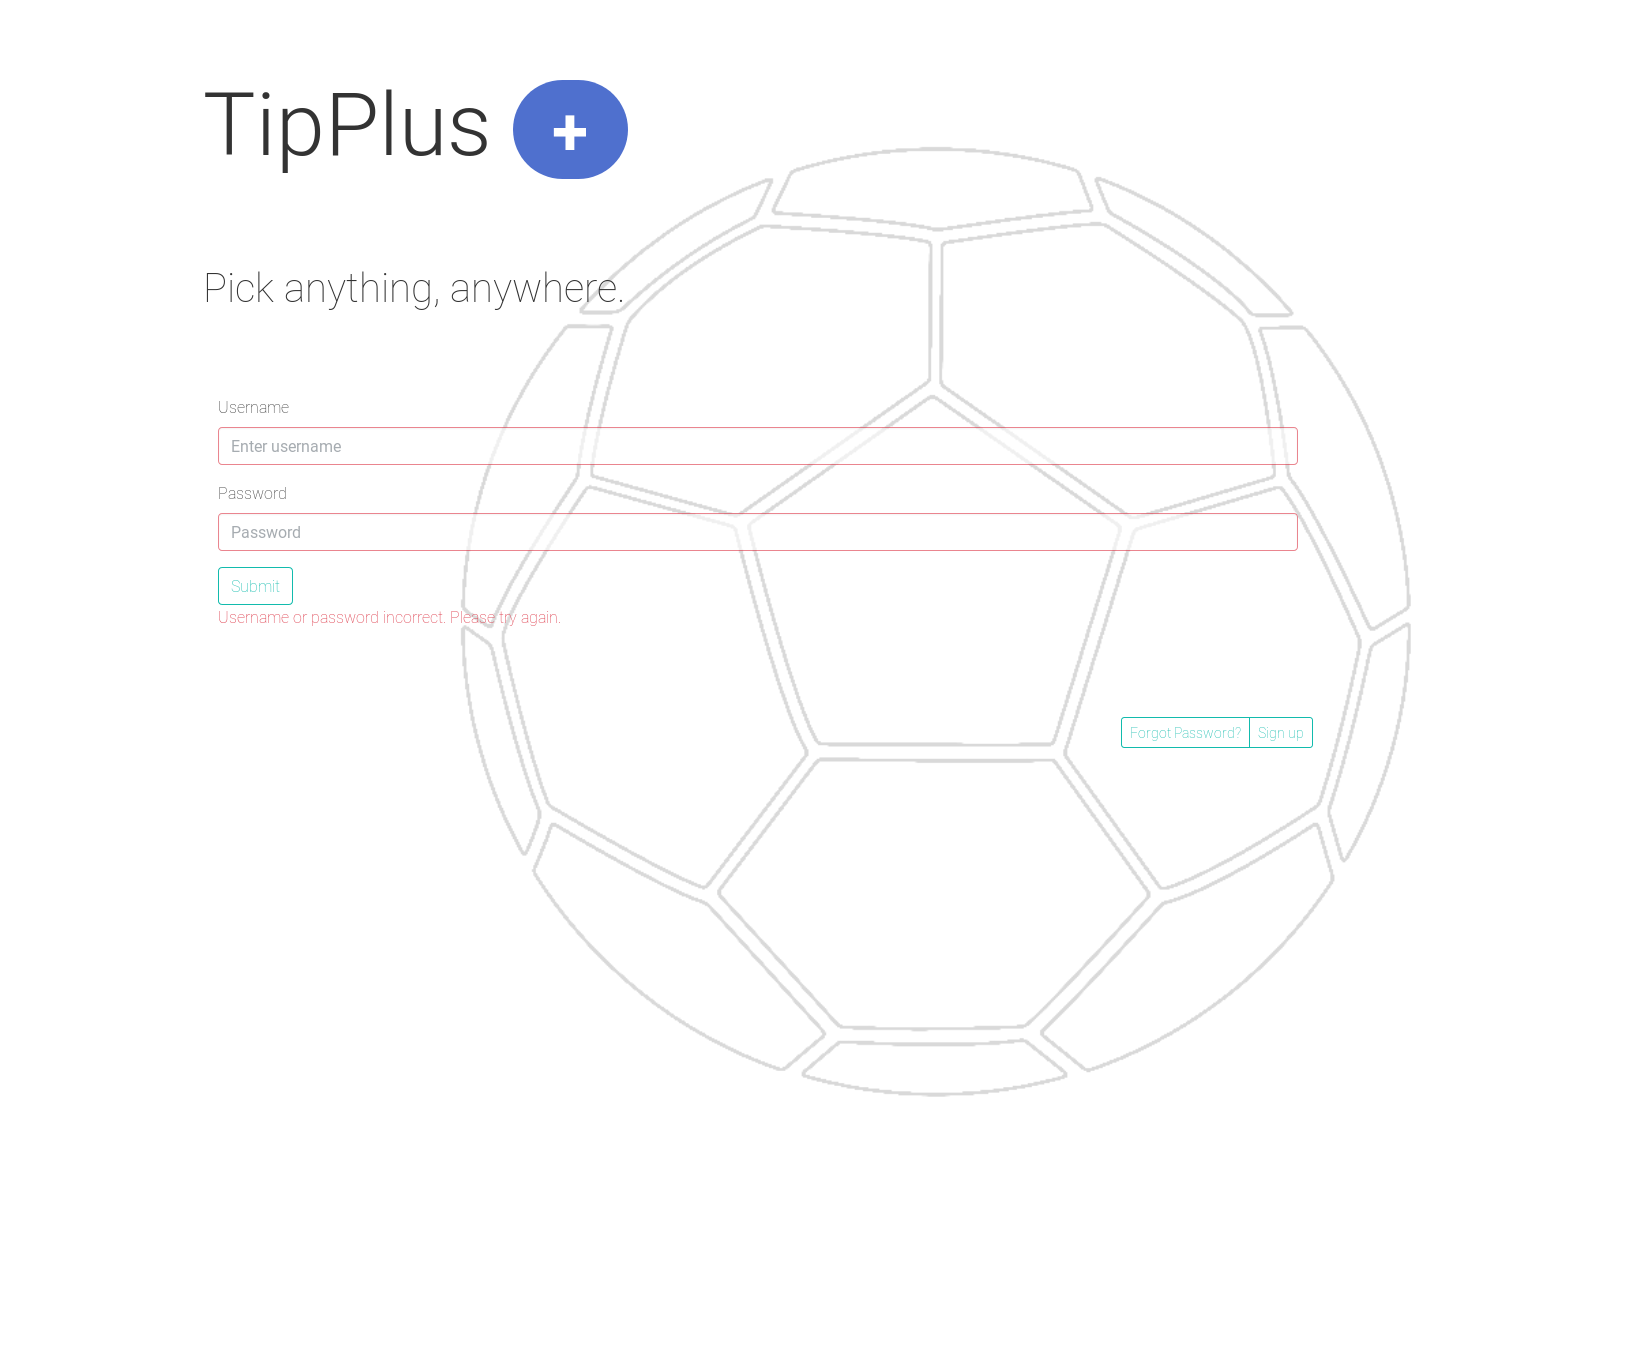 TipPlus +
Pick anything, anywhere.
Username
Enter username
Password
Password
Submit
Username or password incorrect. Please try again.
Forgot Password? Sign up